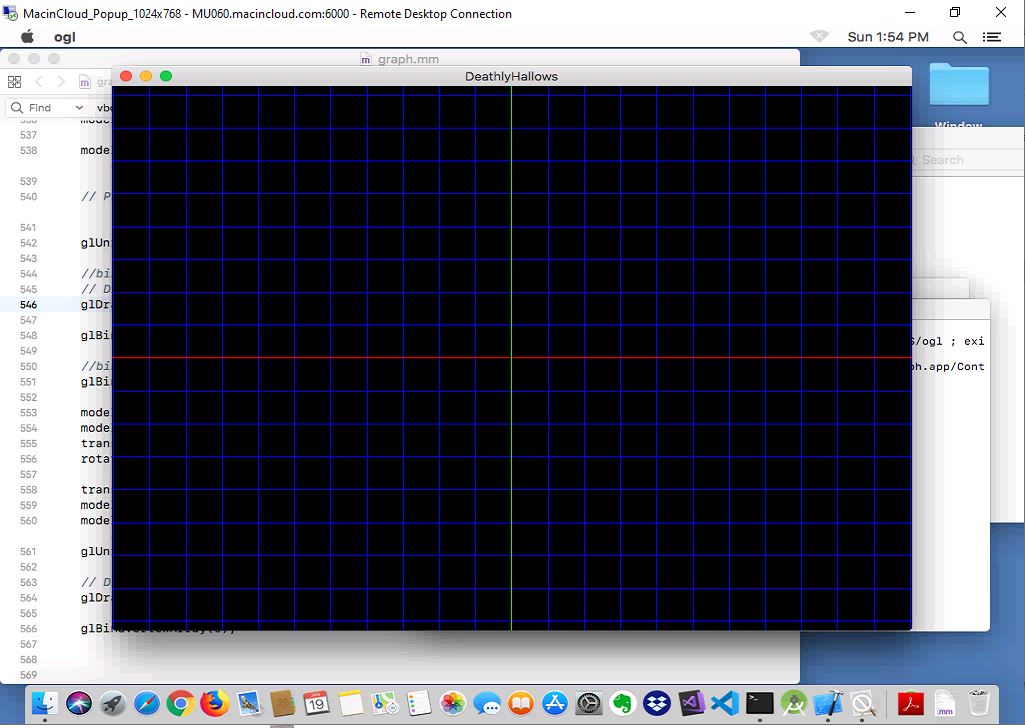 MacinCloud_Popup_1024x768 - MU060.macincloud.com:6000 - Remote Desktop Connection
ogl
Sun 1:54 PM
graph.mm
DeathlyHallows
Find
vb
Window
Search
537
538 mode
539
540 // P
541
542 glUn
543
544 //bi
545 // D
546 glDr
547
548 glBi
549
550 //bi
551 glBi
552
553 mode
554 mode
555 tran
556 rota
557
558 tran
559 mode
560 mode
561 glUn
562
563 // D
564 glDr
565
566
567
568
569
/ogl ; exi
ph.app/Cont
JAN
19
.mm